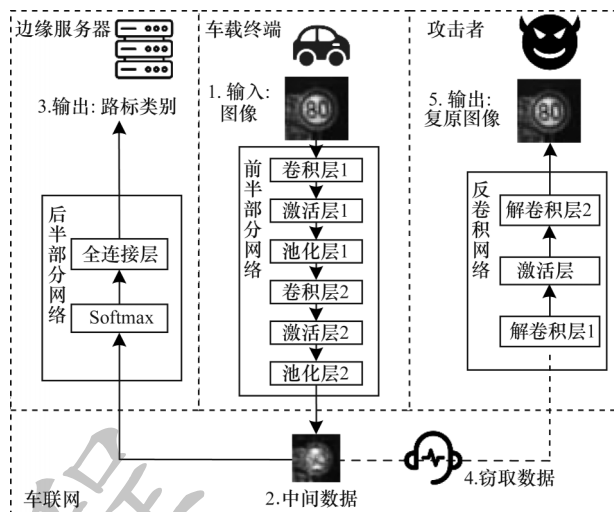 边缘服务器
3.输出: 路标类别
后半部分网络
全连接层
Softmax
车载终端
1. 输入:
图像
80
前半部分网络
卷积层1
激活层1
池化层1
卷积层2
激活层2
池化层2
攻击者
5. 输出:
复原图像
80
反卷积网络
解卷积层2
激活层
解卷积层1
车联网
2.中间数据
4.窃取数据